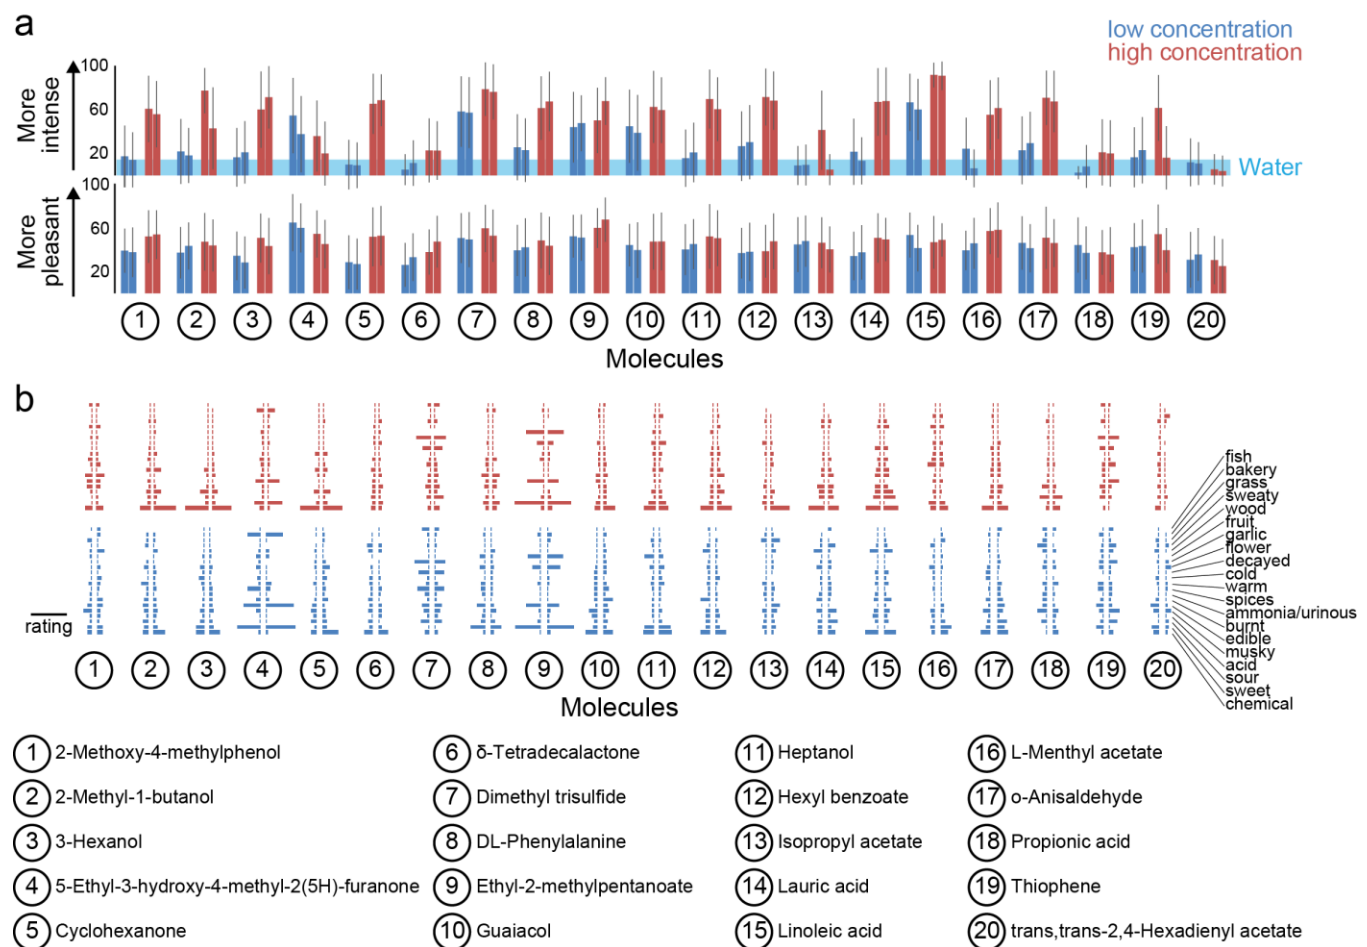 a
low concentration
high concentration
More intense
100
60
20
Water
More pleasant
100
60
20
1 2 3 4 5 6 7 8 9 10 11 12 13 14 15 16 17 18 19 20
Molecules
b
fish
bakery
grass
sweaty
wood
fruit
garlic
flower
decayed
cold
warm
spices
ammonia/urinous
burnt
edible
musky
acid
sour
sweet
chemical
rating
1 2 3 4 5 6 7 8 9 10 11 12 13 14 15 16 17 18 19 20
Molecules
1 2-Methoxy-4-methylphenol
2 2-Methyl-1-butanol
3 3-Hexanol
4 5-Ethyl-3-hydroxy-4-methyl-2(5H)-furanone
5 Cyclohexanone
6 δ-Tetradecalactone
7 Dimethyl trisulfide
8 DL-Phenylalanine
9 Ethyl-2-methylpentanoate
10 Guaiacol
11 Heptanol
12 Hexyl benzoate
13 Isopropyl acetate
14 Lauric acid
15 Linoleic acid
16 L-Menthyl acetate
17 o-Anisaldehyde
18 Propionic acid
19 Thiophene
20 trans,trans-2,4-Hexadienyl acetate